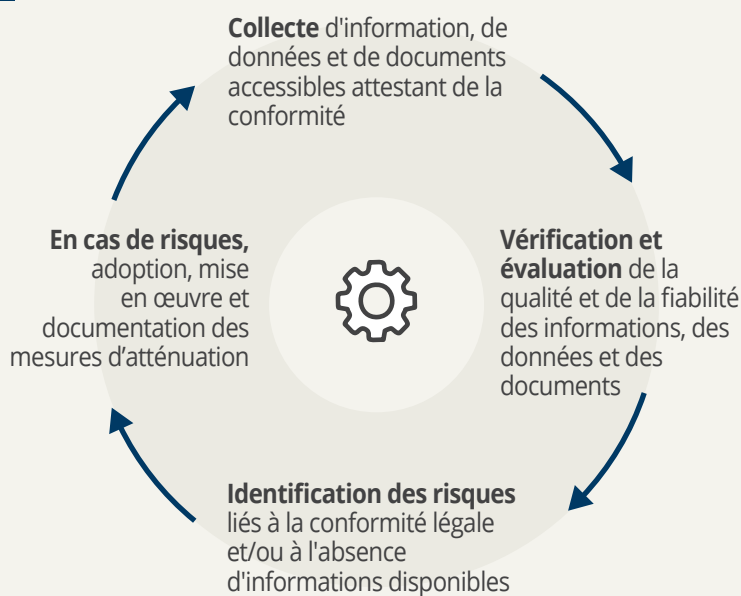 Collecte d'information, de
données et de documents
accessibles attestant de la
conformité
Vérification et
évaluation de la
qualité et de la fiabilité
des informations, des
données et des
documents
Identification des risques
liés à la conformité légale
et/ou à l'absence
d'informations disponibles
En cas de risques,
adoption, mise
en œuvre et
documentation des
mesures d’atténuation